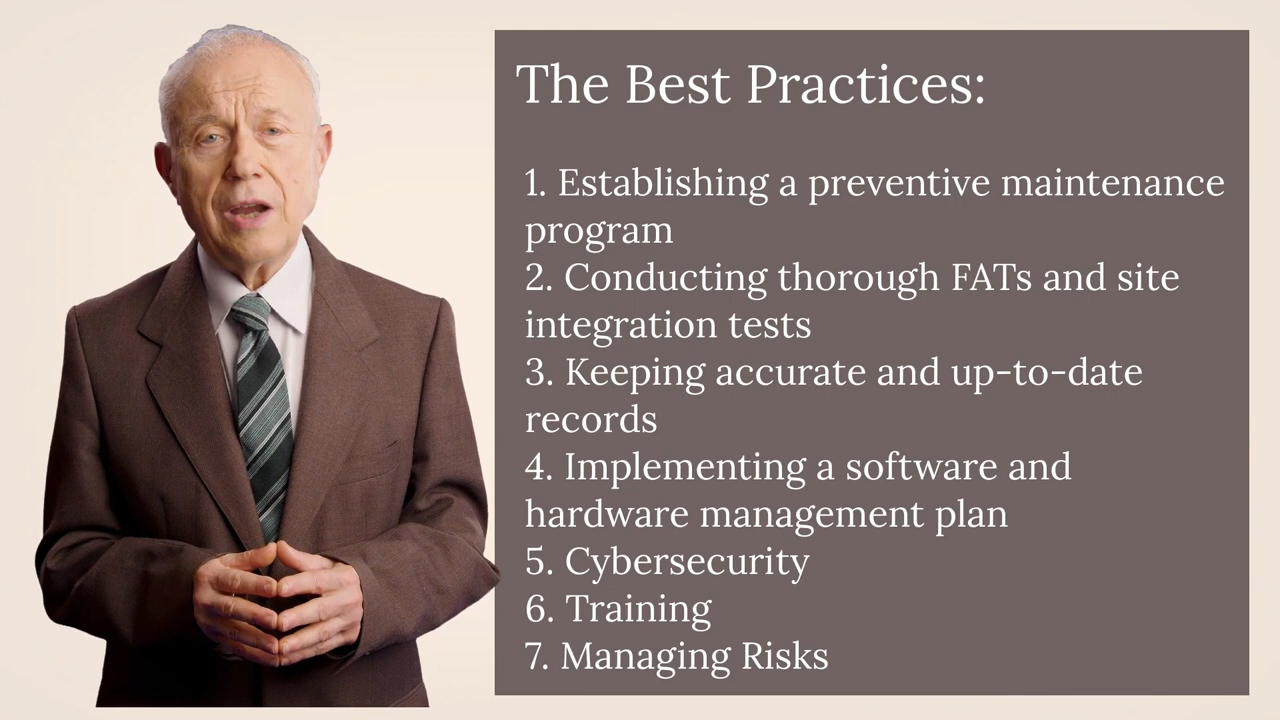 The Best Practices:
1. Establishing a preventive maintenance
program
2. Conducting thorough FATs and site
integration tests
3. Keeping accurate and up-to-date
records
4. Implementing a software and
hardware management plan
5. Cybersecurity
6. Training
7. Managing Risks